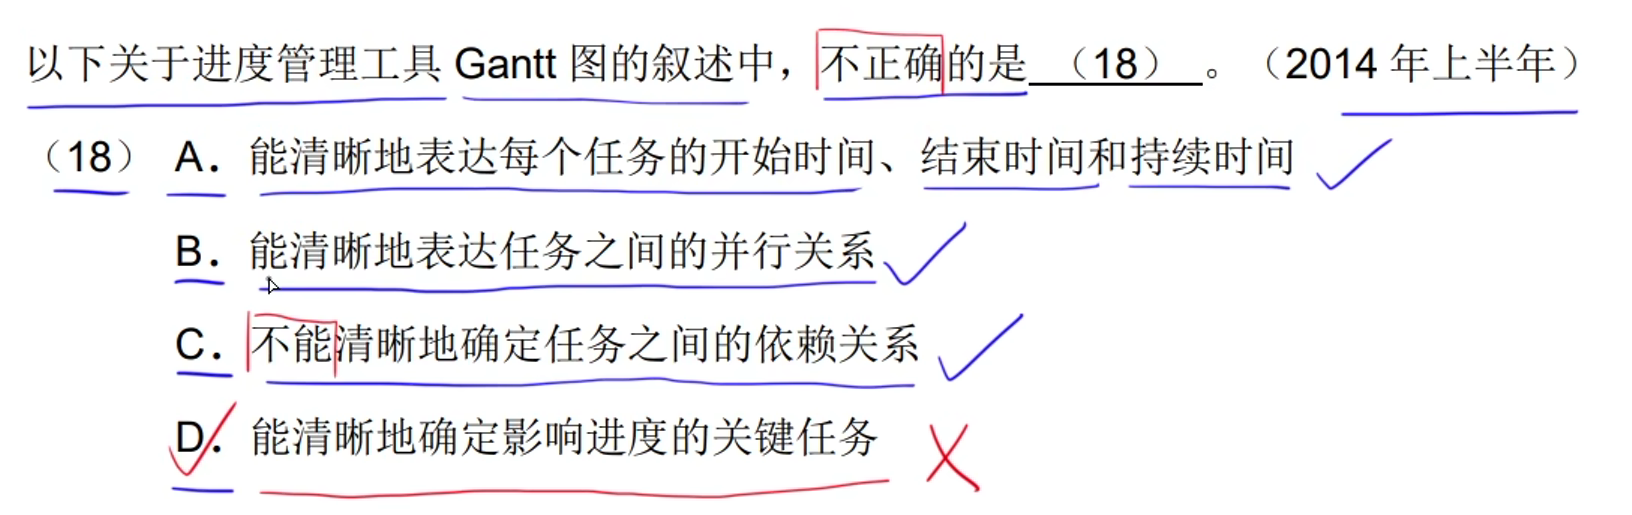 以下关于进度管理工具 Gantt 图的叙述中，不正确的是 （18） 。（2014 年上半年）
（18） A． 能清晰地表达每个任务的开始时间、结束时间和持续时间
B． 能清晰地表达任务之间的并行关系
C． 不能清晰地确定任务之间的依赖关系
D． 能清晰地确定影响进度的关键任务